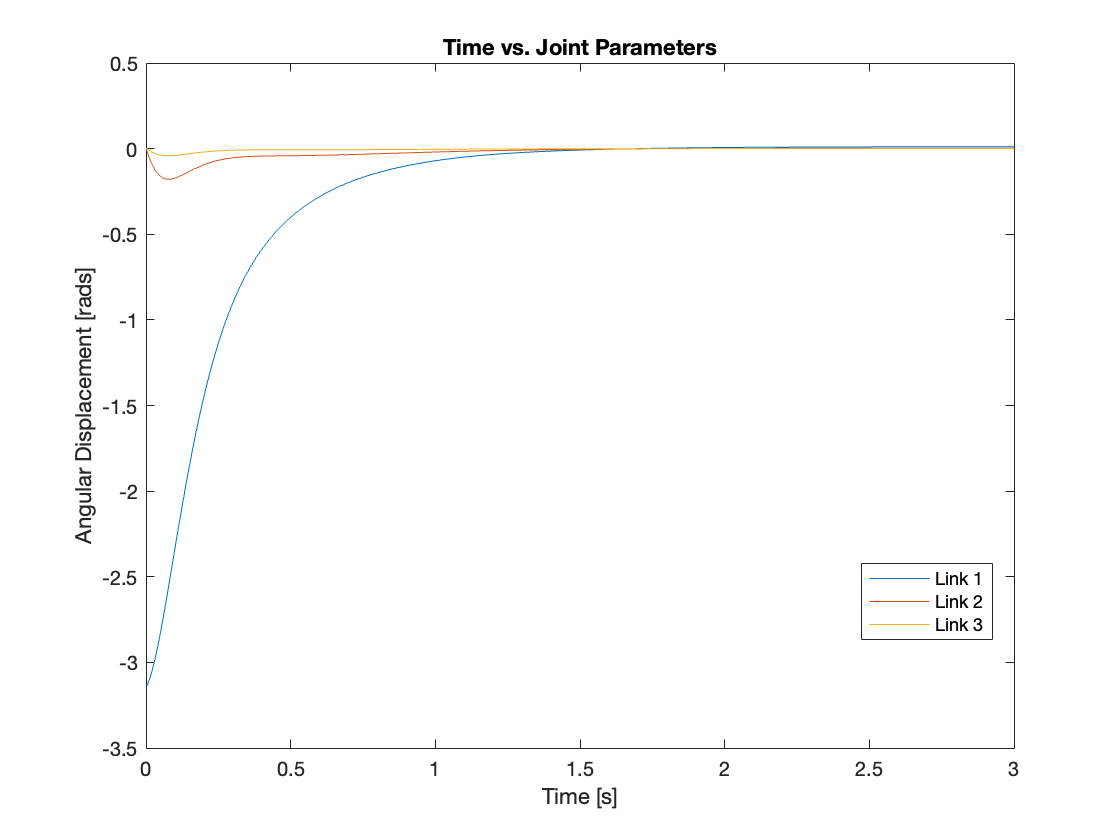 Time vs. Joint Parameters
0.5
0
-0.5
-1
-1.5
-2
-2.5
-3
-3.5
Angular Displacement [rads]
Link 1
Link 2
Link 3
0 0.5 1 1.5 2 2.5 3
Time [s]